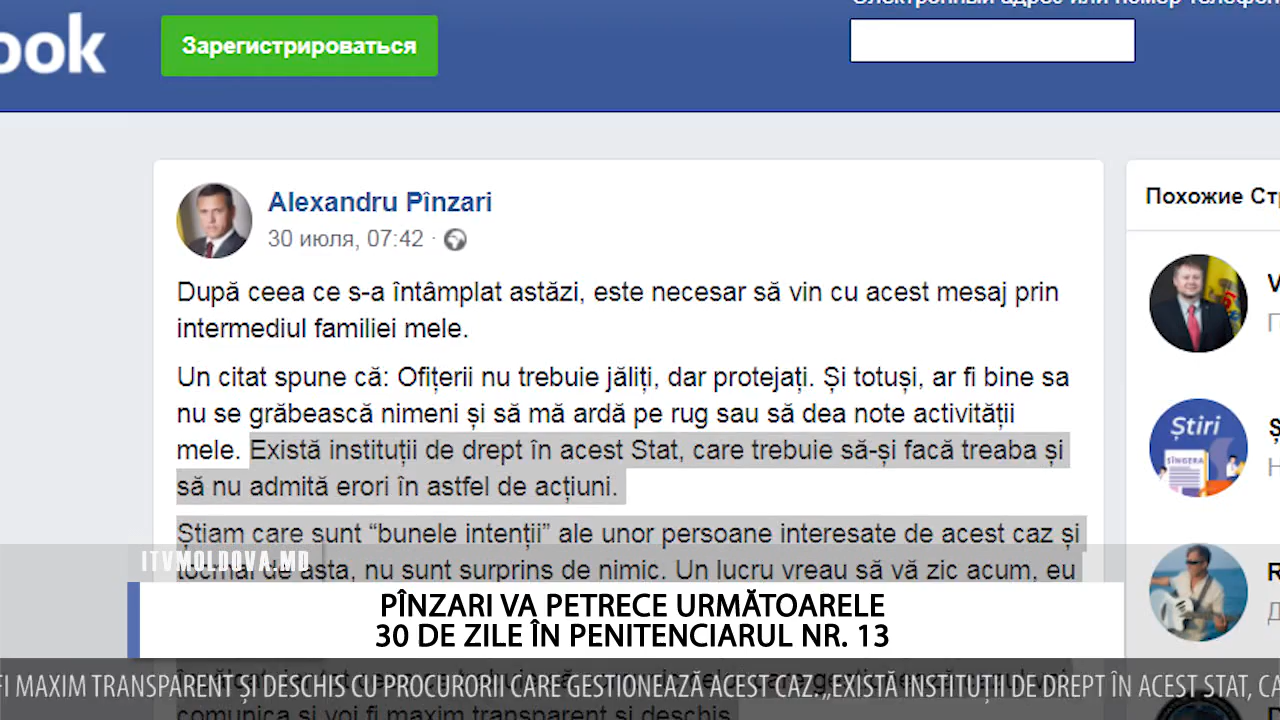 ook
Зарегистрироваться
Электронный адрес или номер телефон
Alexandru Pînzari
30 июля, 07:42 ·
După ceea ce s-a întâmplat astăzi, este necesar să vin cu acest mesaj prin
intermediul familiei mele.
Un citat spune că: Ofițerii nu trebuie jăliți, dar protejați. Și totuși, ar fi bine sa
nu se grăbească nimeni și să mă ardă pe rug sau să dea note activității
mele. Există instituții de drept în acest Stat, care trebuie să-și facă treaba și
să nu admită erori în astfel de acțiuni.
Știam care sunt “bunele intenții” ale unor persoane interesate de acest caz și
tocmai de asta, nu sunt surprins de nimic. Un lucru vreau să vă zic acum, eu
comunica și voi fi maxim transparent și deschis.
Похожие Ст
V
П
Știri
SÎNGERA
Ș
Н
R
Д
ITVMOLDOVA.MD
PÎNZARI VA PETRECE URMĂTOARELE
30 DE ZILE ÎN PENITENCIARUL NR. 13
FI MAXIM TRANSPARENT ȘI DESCHIS CU PROCURORII CARE GESTIONEAZĂ ACEST CAZ. „EXISTĂ INSTITUȚII DE DREPT ÎN ACEST STAT, CA